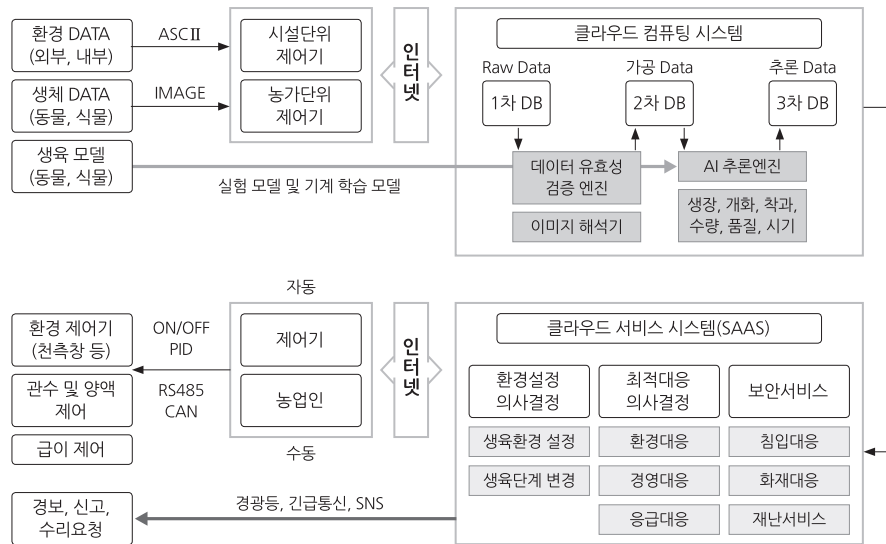 환경 DATA
(외부, 내부)
ASCⅡ
시설단위
제어기
생체 DATA
(동물, 식물)
IMAGE
농가단위
제어기
생육 모델
(동물, 식물)
실험 모델 및 기계 학습 모델
인터넷
클라우드 컴퓨팅 시스템
Raw Data
가공 Data
추론 Data
1차 DB
2차 DB
3차 DB
데이터 유효성
검증 엔진
AI 추론엔진
이미지 해석기
생장, 개화, 착과,
수량, 품질, 시기
자동
환경 제어기
(천측창 등)
ON/OFF
PID
제어기
관수 및 양액
제어
RS485
CAN
농업인
급이 제어
수동
인터넷
클라우드 서비스 시스템(SAAS)
환경설정
의사결정
최적대응
의사결정
보안서비스
생육환경 설정
환경대응
침입대응
생육단계 변경
경영대응
화재대응
응급대응
재난서비스
경보, 신고,
수리요청
경광등, 긴급통신, SNS